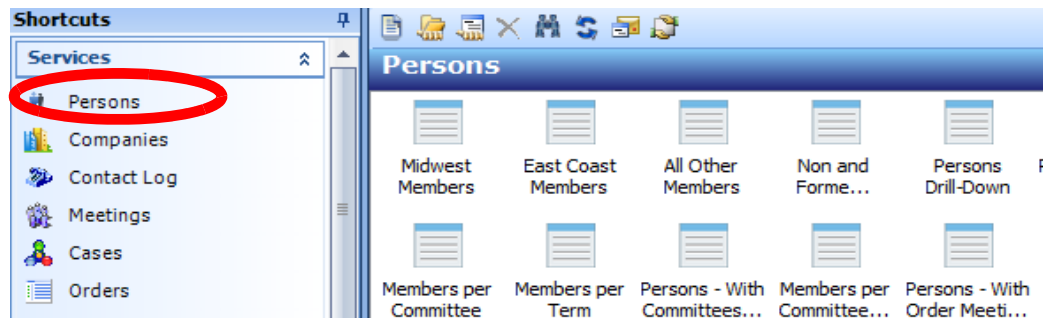 Shortcuts
Services
Persons
Companies
Contact Log
Meetings
Cases
Orders
Persons
Midwest Members
East Coast Members
All Other Members
Non and Forme...
Persons Drill-Down
Members per Committee
Members per Term
Persons - With Committees...
Members per Committee...
Persons - With Order Meeti...